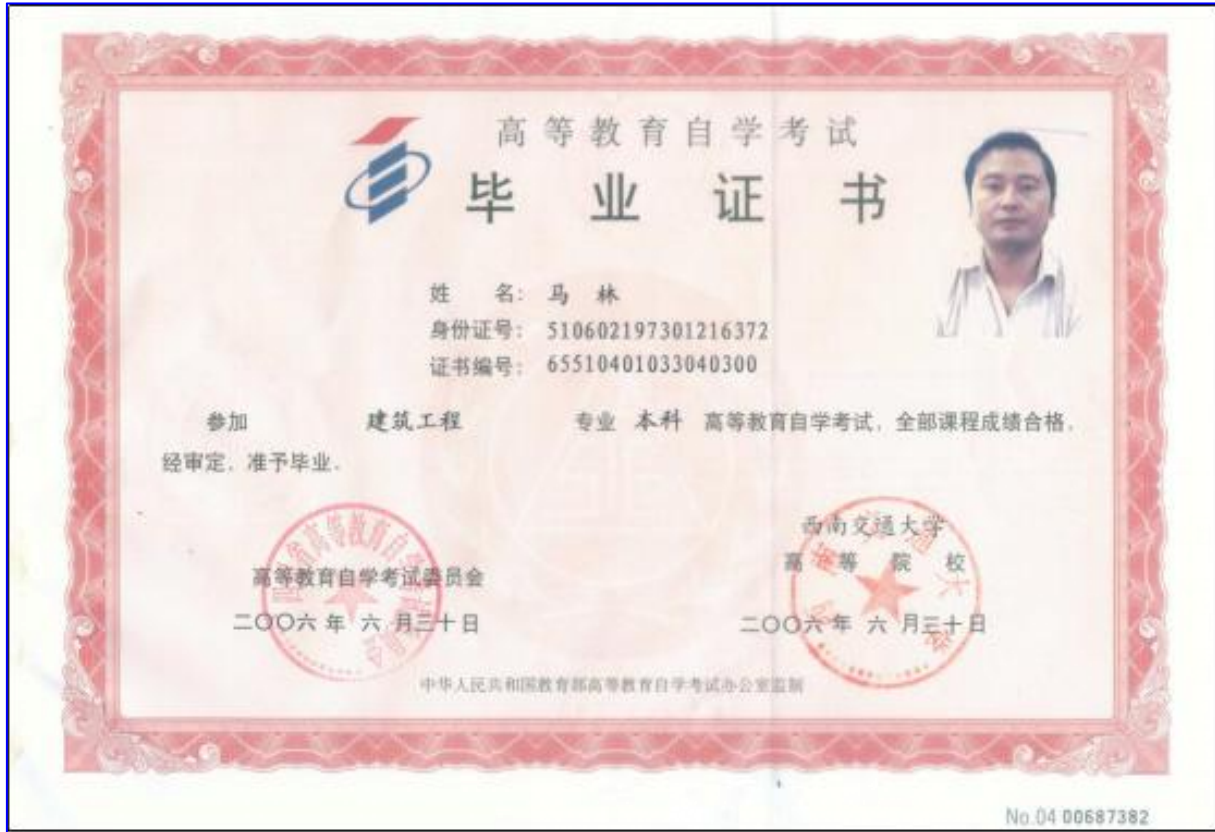 高等教育自学考试
毕业证书
姓 名: 马 林
身份证号: 510602197301216372
证书编号: 65510401033040300
参加 建筑工程 专业 本科 高等教育自学考试, 全部课程成绩合格,
经审定, 准予毕业.
西南交通大学
高等教育自学考试委员会
高 等 院 校
二〇〇六 年 六 月三十日
二〇〇六 年 六 月三十日
中华人民共和国教育部高等教育自学考试办公室监制
No.04 00687382